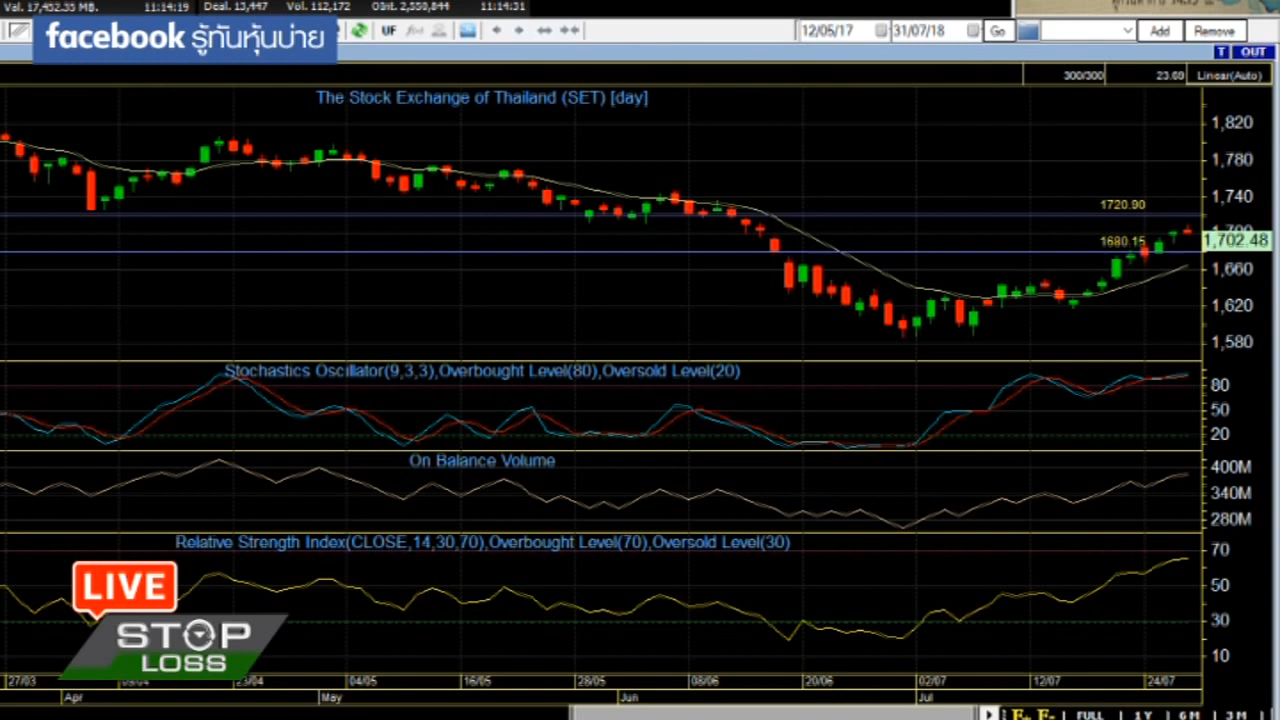 Val. 17,452.35 MB. 11:14:19 Deal. 13,447 Vol. 112,172 O.Int. 2,550,844 11:14:31
facebook รู้ทันหุ้นบ่าย
UF 12/05/17 31/07/18 Go Add Remove
T OUT
300/300 23.69 Linear(Auto)
The Stock Exchange of Thailand (SET) [day]
1,820
1,780
1,740
1720.90
1,700
1680.15 1,702.48
1,660
1,620
1,580
Stochastics Oscillator(9,3,3),Overbought Level(80),Oversold Level(20)
80
50
20
On Balance Volume
400M
340M
280M
Relative Strength Index(CLOSE,14,30,70),Overbought Level(70),Oversold Level(30)
70
50
30
10
LIVE
STOP
LOSS
27/03 23/04 04/05 16/05 28/05 08/06 20/06 02/07 12/07 24/07
Apr May Jun Jul
E+ E- FULL 1Y 6M 3M